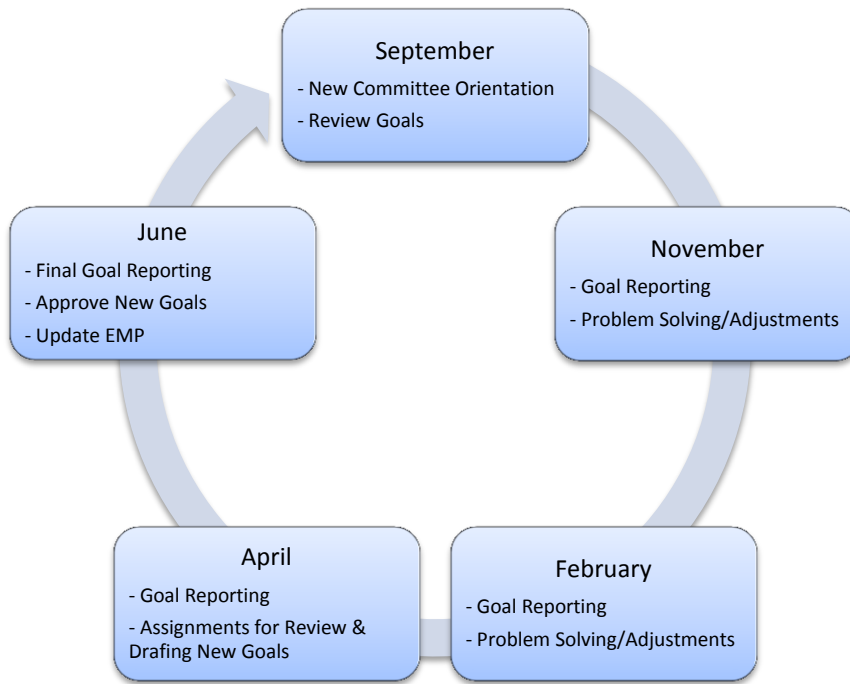 September
- New Committee Orientation
- Review Goals
November
- Goal Reporting
- Problem Solving/Adjustments
February
- Goal Reporting
- Problem Solving/Adjustments
April
- Goal Reporting
- Assignments for Review &
Drafing New Goals
June
- Final Goal Reporting
- Approve New Goals
- Update EMP